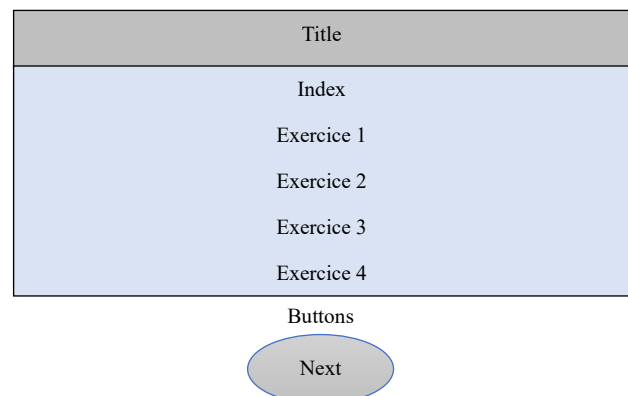 Title
Index
Exercice 1
Exercice 2
Exercice 3
Exercice 4
Buttons
Next